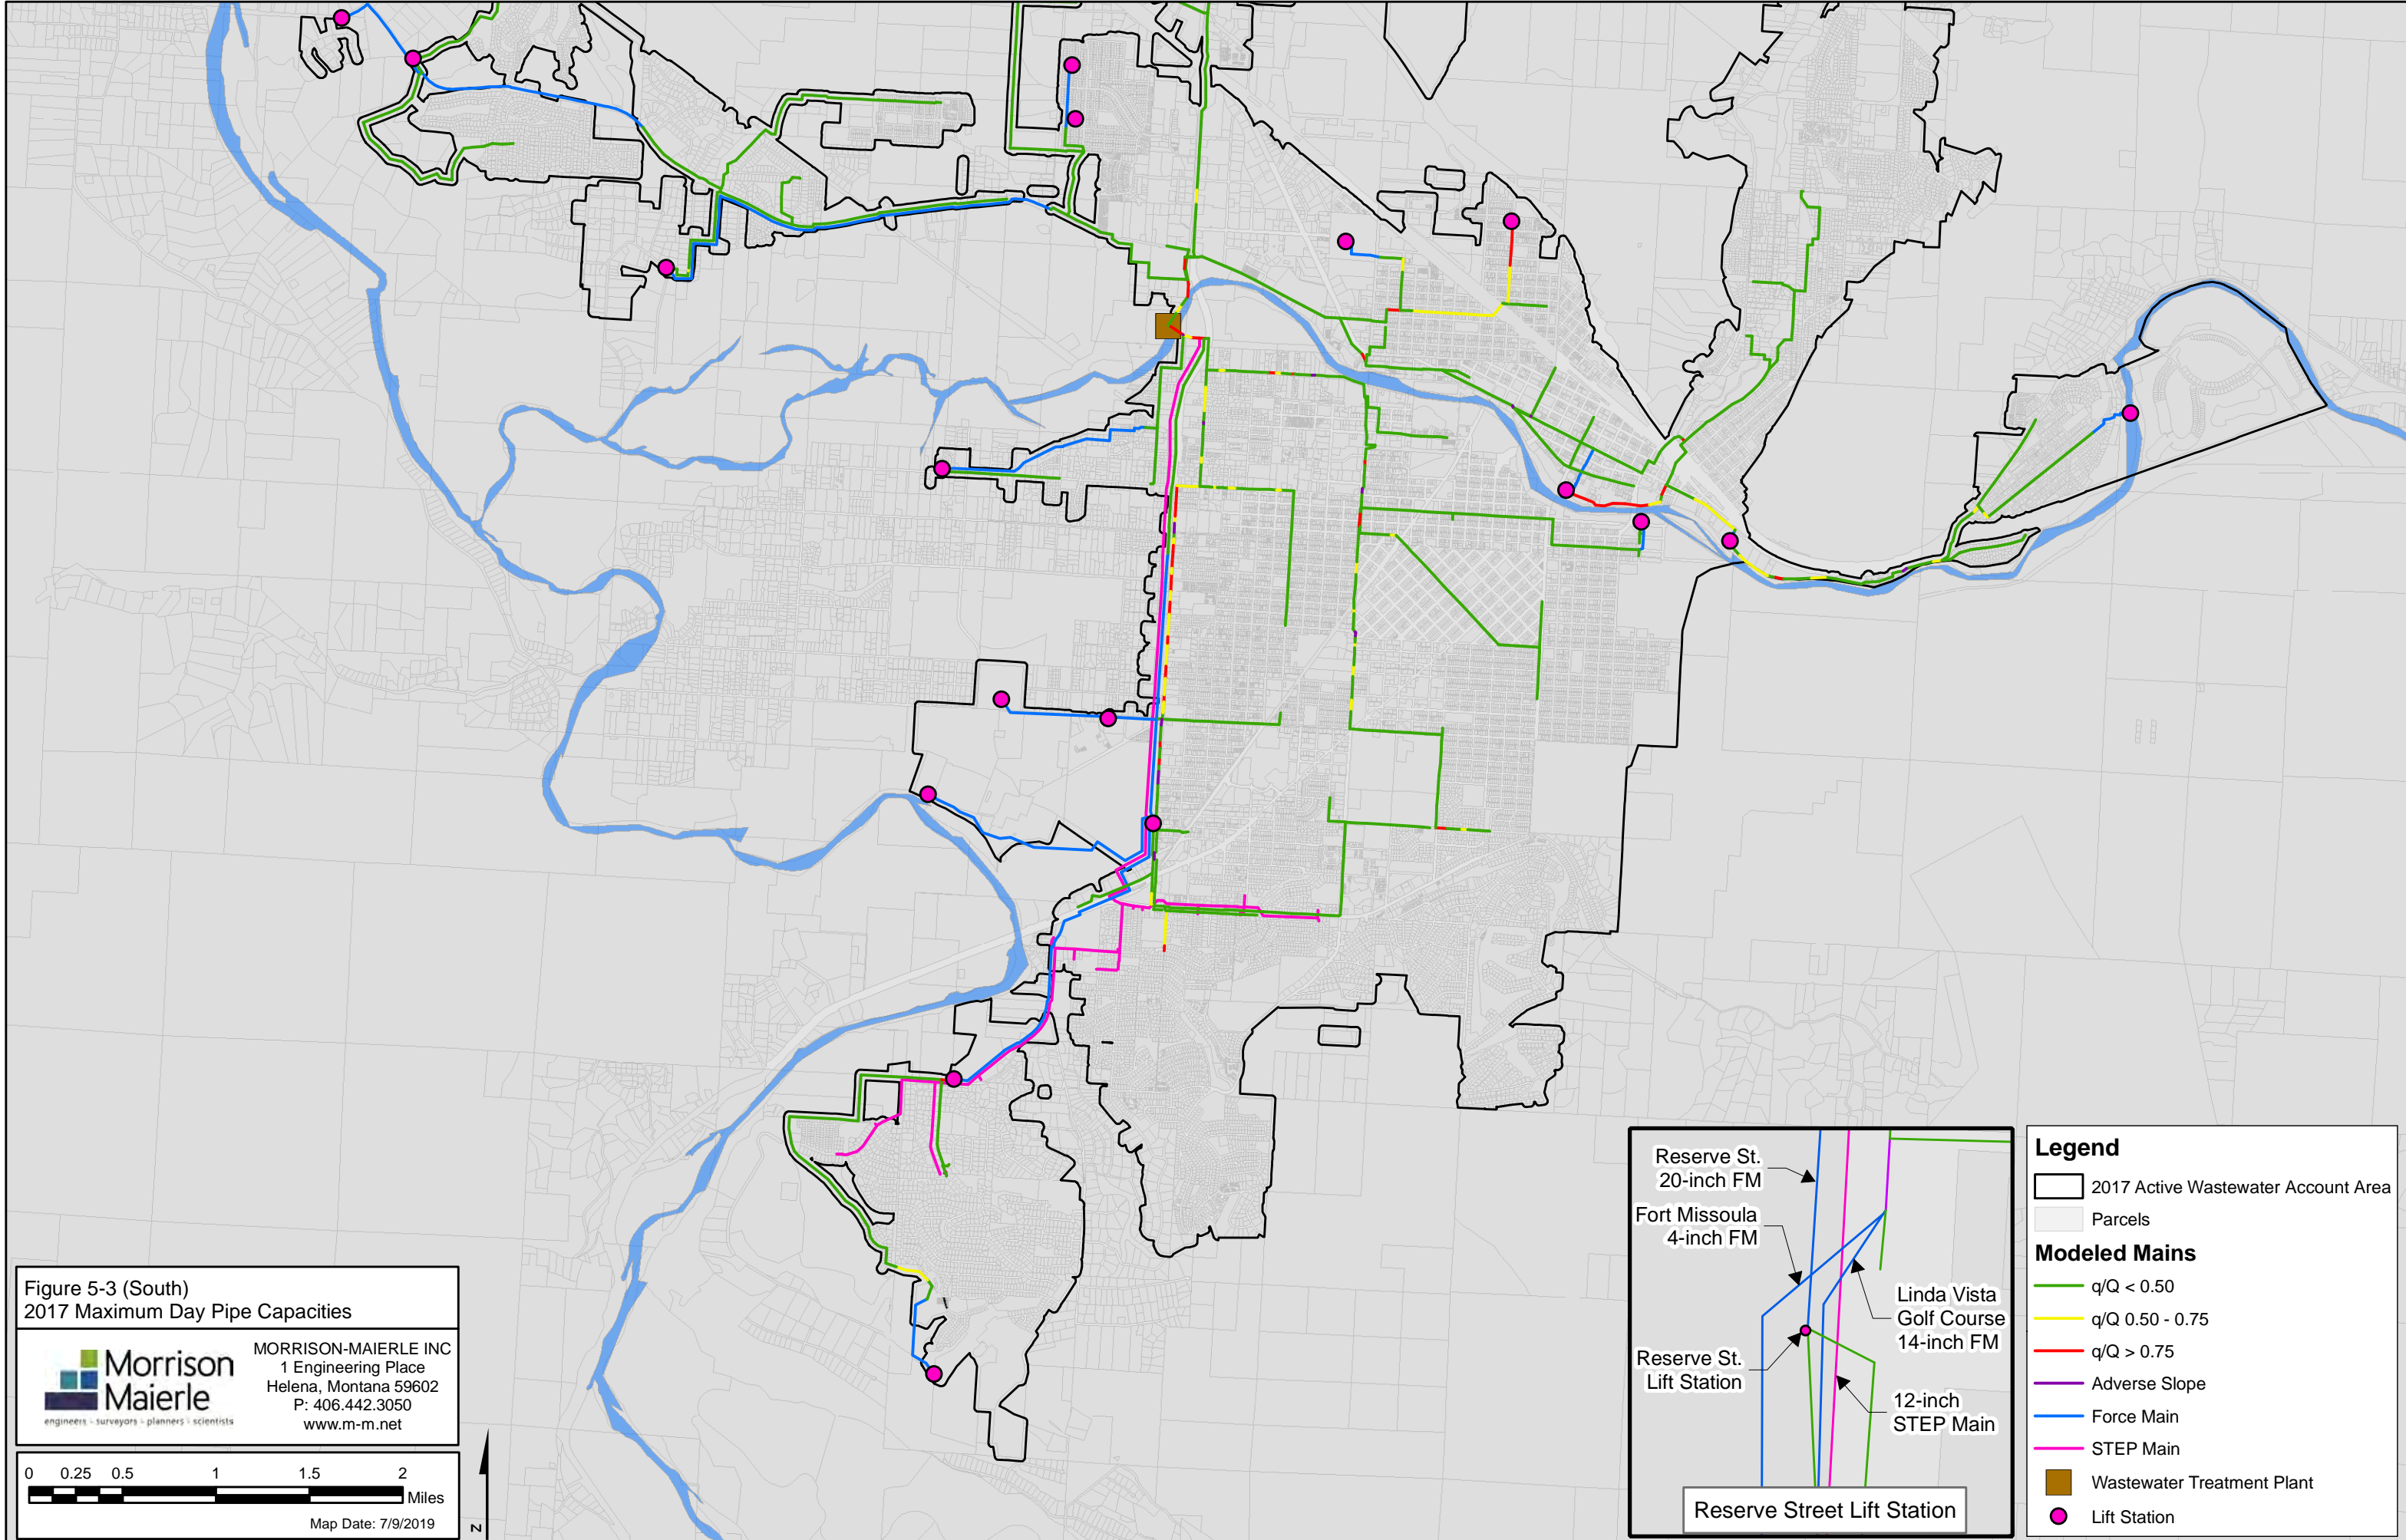 Figure 5-3 (South)
2017 Maximum Day Pipe Capacities
Morrison
Maierle
engineers - surveyors - planners - scientists
MORRISON-MAIERLE INC
1 Engineering Place
Helena, Montana 59602
P: 406.442.3050
www.m-m.net
0 0.25 0.5 1 1.5 2
Miles
Map Date: 7/9/2019
N
Reserve St.
20-inch FM
Fort Missoula
4-inch FM
Linda Vista
Golf Course
14-inch FM
Reserve St.
Lift Station
12-inch
STEP Main
Reserve Street Lift Station
Legend
2017 Active Wastewater Account Area
Parcels
Modeled Mains
q/Q < 0.50
q/Q 0.50 - 0.75
q/Q > 0.75
Adverse Slope
Force Main
STEP Main
Wastewater Treatment Plant
Lift Station